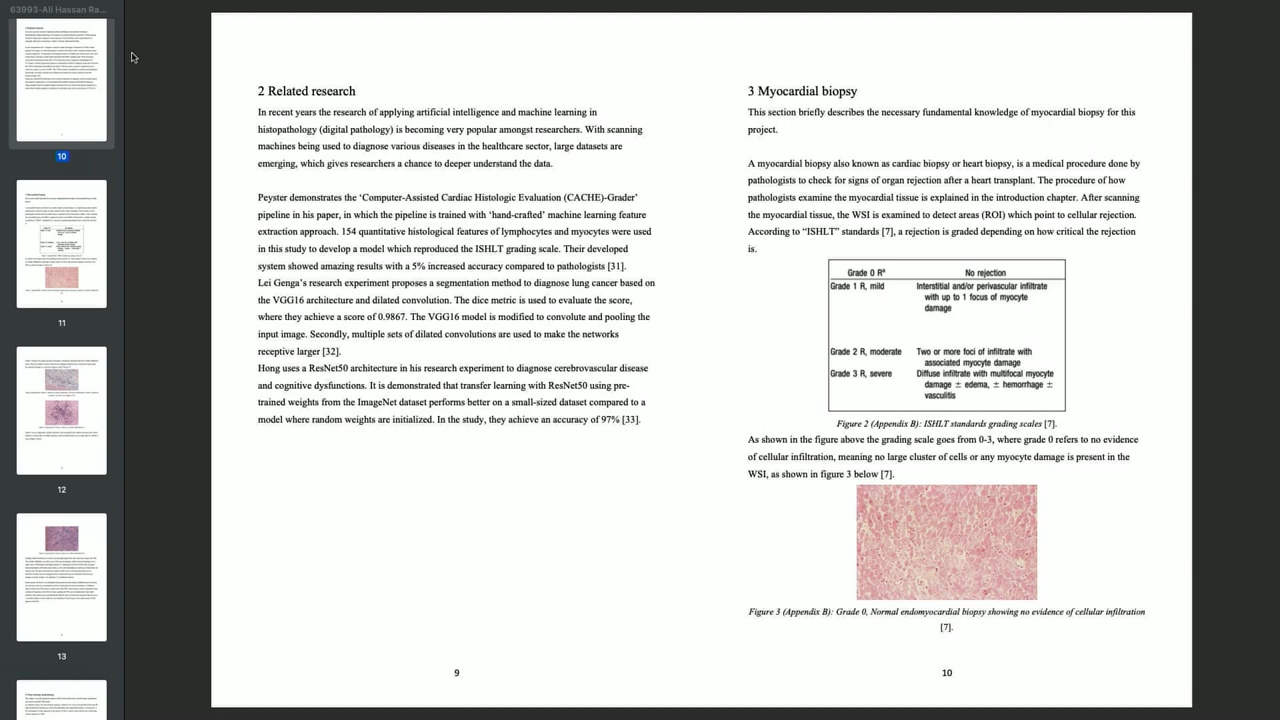 63993-Ali Hassan Ra...
10
11
12
13
2 Related research
In recent years the research of applying artificial intelligence and machine learning in
histopathology (digital pathology) is becoming very popular amongst researchers. With scanning
machines being used to diagnose various diseases in the healthcare sector, large datasets are
emerging, which gives researchers a chance to deeper understand the data.
Peyster demonstrates the ‘Computer-Assisted Cardiac Histologic Evaluation (CACHE)-Grader’
pipeline in his paper, in which the pipeline is trained with ‘hand-crafted’ machine learning feature
extraction approach. 154 quantitative histological features of lymphocytes and myocytes were used
in this study to develop a model which reproduced the ISHLT grading scale. Their developed
system showed amazing results with a 5% increased accuracy compared to pathologists [31].
Lei Genga’s research experiment proposes a segmentation method to diagnose lung cancer based on
the VGG16 architecture and dilated convolution. The dice metric is used to evaluate the score,
where they achieve a score of 0.9867. The VGG16 model is modified to convolute and pooling the
input image. Secondly, multiple sets of dilated convolutions are used to make the networks
receptive larger [32].
Hong uses a ResNet50 architecture in his research experiment to diagnose cerebrovascular disease
and cognitive dysfunctions. It is demonstrated that transfer learning with ResNet50 using pre-
trained weights from the ImageNet dataset performs better on a small-sized dataset compared to a
model where random weights are initialized. In the study, they achieve an accuracy of 97% [33].
9
3 Myocardial biopsy
This section briefly describes the necessary fundamental knowledge of myocardial biopsy for this
project.
A myocardial biopsy also known as cardiac biopsy or heart biopsy, is a medical procedure done by
pathologists to check for signs of organ rejection after a heart transplant. The procedure of how
pathologists examine the myocardial tissue is explained in the introduction chapter. After scanning
the myocardial tissue, the WSI is examined to detect areas (ROI) which point to cellular rejection.
According to “ISHLT” standards [7], a rejection is graded depending on how critical the rejection
is.
Grade 0 Rª No rejection
Grade 1 R, mild Interstitial and/or perivascular infiltrate
with up to 1 focus of myocyte
damage
Grade 2 R, moderate Two or more foci of infiltrate with
associated myocyte damage
Grade 3 R, severe Diffuse infiltrate with multifocal myocyte
damage ± edema, ± hemorrhage ±
vasculitis
Figure 2 (Appendix B): ISHLT standards grading scales [7].
As shown in the figure above the grading scale goes from 0-3, where grade 0 refers to no evidence
of cellular infiltration, meaning no large cluster of cells or any myocyte damage is present in the
WSI, as shown in figure 3 below [7].
Figure 3 (Appendix B): Grade 0, Normal endomyocardial biopsy showing no evidence of cellular infiltration
[7].
10